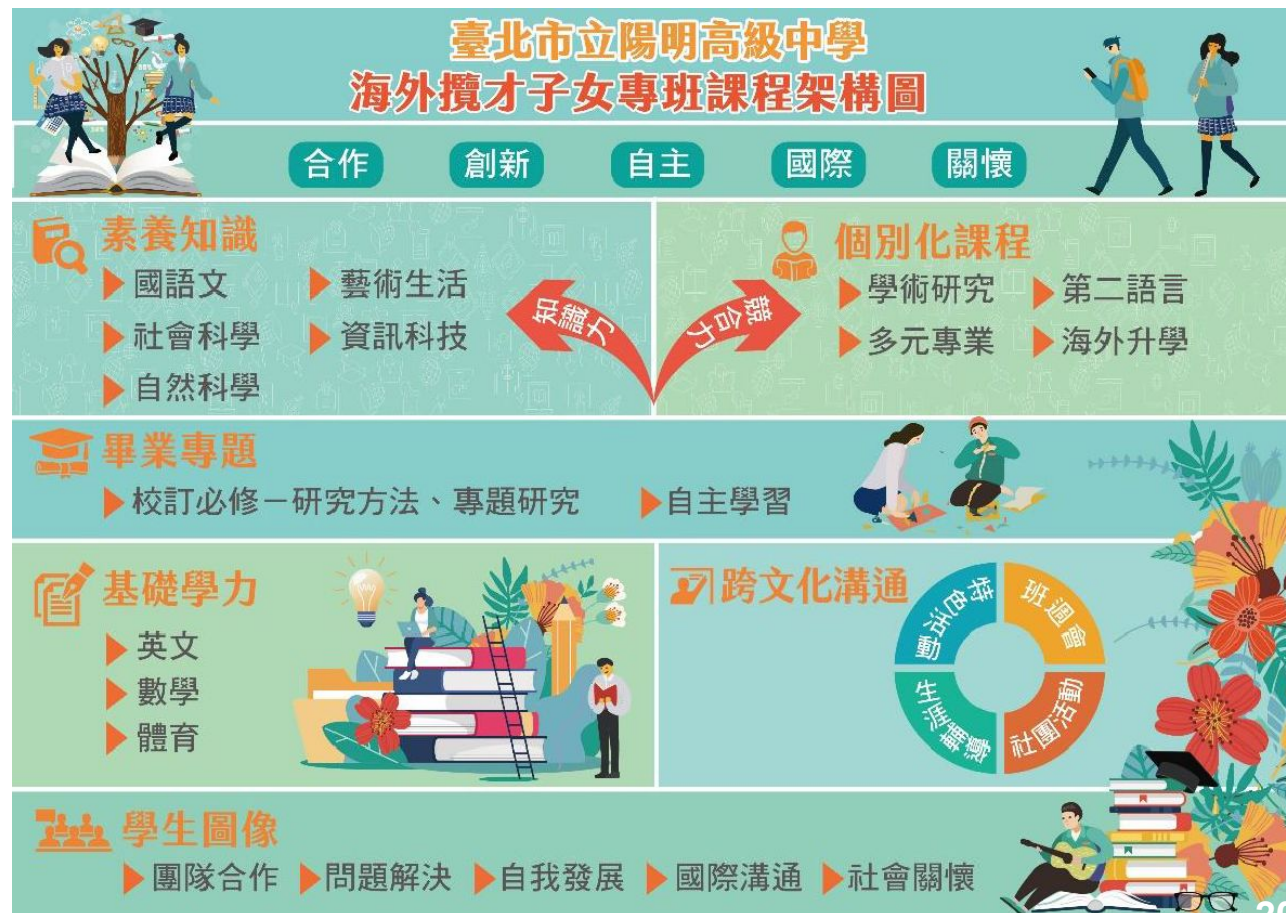 臺北市立陽明高級中學
海外攬才子女專班課程架構圖
合作 創新 自主 國際 關懷
素養知識
▶國語文 ▶藝術生活
▶社會科學 ▶資訊科技
▶自然科學
知識力
競合力
個別化課程
▶學術研究 ▶第二語言
▶多元專業 ▶海外升學
畢業專題
▶校訂必修－研究方法、專題研究 ▶自主學習
基礎學力
▶英文
▶數學
▶體育
跨文化溝通
特色活動
班週會
生涯輔導
社團活動
學生圖像
▶團隊合作 ▶問題解決 ▶自我發展 ▶國際溝通 ▶社會關懷